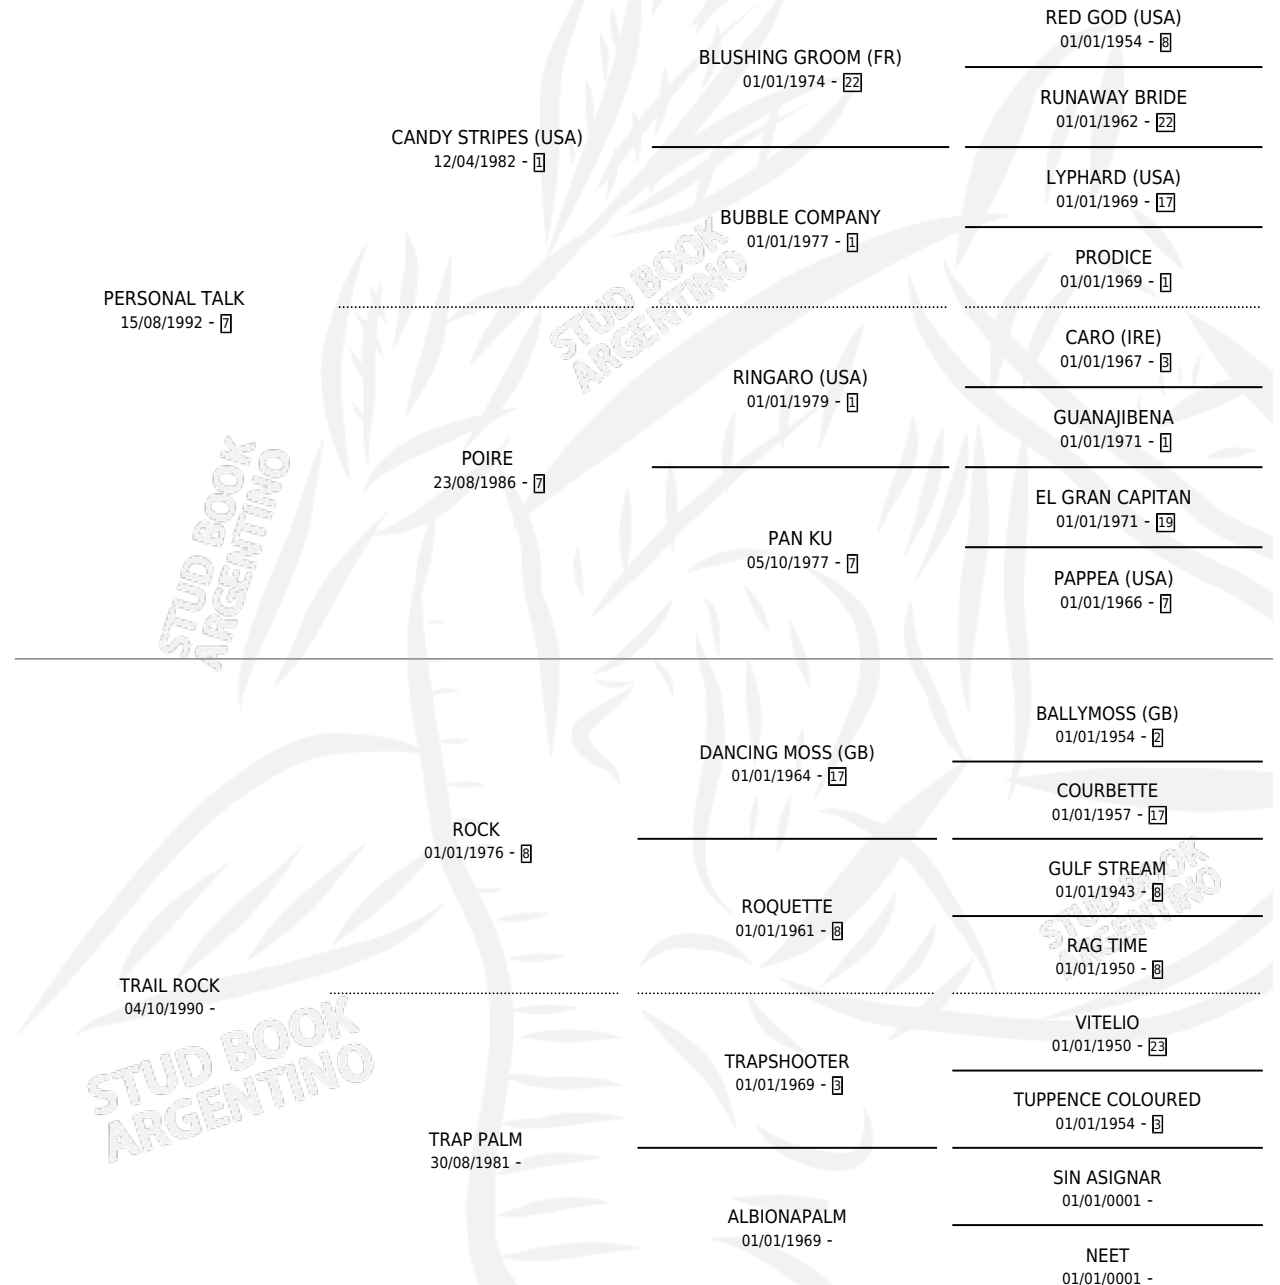 RED GOD (USA)
01/01/1954 - 8
BLUSHING GROOM (FR)
01/01/1974 - 22
RUNAWAY BRIDE
01/01/1962 - 22
CANDY STRIPES (USA)
12/04/1982 - 1
LYPHARD (USA)
01/01/1969 - 17
BUBBLE COMPANY
01/01/1977 - 1
PRODICE
01/01/1969 - 1
PERSONAL TALK
15/08/1992 - 7
STUD BOOK
ARGENTINO
CARO (IRE)
01/01/1967 - 3
RINGARO (USA)
01/01/1979 - 1
GUANAJIBENA
01/01/1971 - 1
POIRE
23/08/1986 - 7
STUD BOOK
ARGENTINO
EL GRAN CAPITAN
01/01/1971 - 19
PAN KU
05/10/1977 - 7
PAPPEA (USA)
01/01/1966 - 7
BALLYMOSS (GB)
01/01/1954 - 2
DANCING MOSS (GB)
01/01/1964 - 17
COURBETTE
01/01/1957 - 17
ROCK
01/01/1976 - 8
GULF STREAM
01/01/1943 - 8
STUD BOOK
ARGENTINO
ROQUETTE
01/01/1961 - 8
RAG TIME
01/01/1950 - 8
TRAIL ROCK
04/10/1990 -
STUD BOOK
ARGENTINO
VITELIO
01/01/1950 - 23
TRAPSHOOTER
01/01/1969 - 3
TUPPENCE COLOURED
01/01/1954 - 3
TRAP PALM
30/08/1981 -
SIN ASIGNAR
01/01/0001 -
ALBIONAPALM
01/01/1969 -
NEET
01/01/0001 -